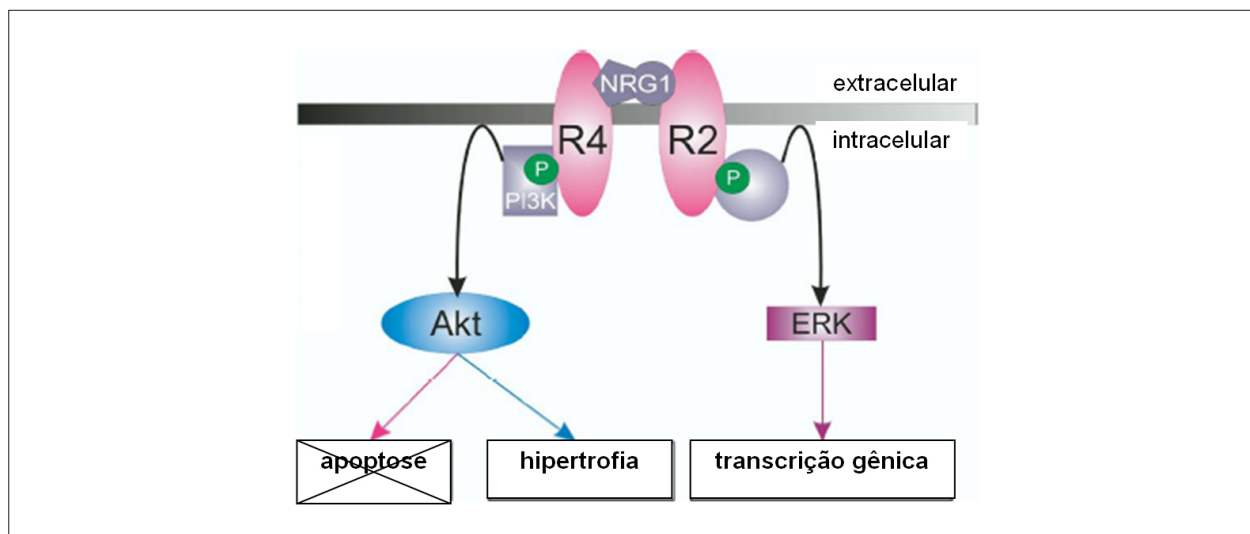 NRG1
extracelular
R4
R2
intracelular
P
PI3K
P
Akt
ERK
apoptose
hipertrofia
transcrição gênica